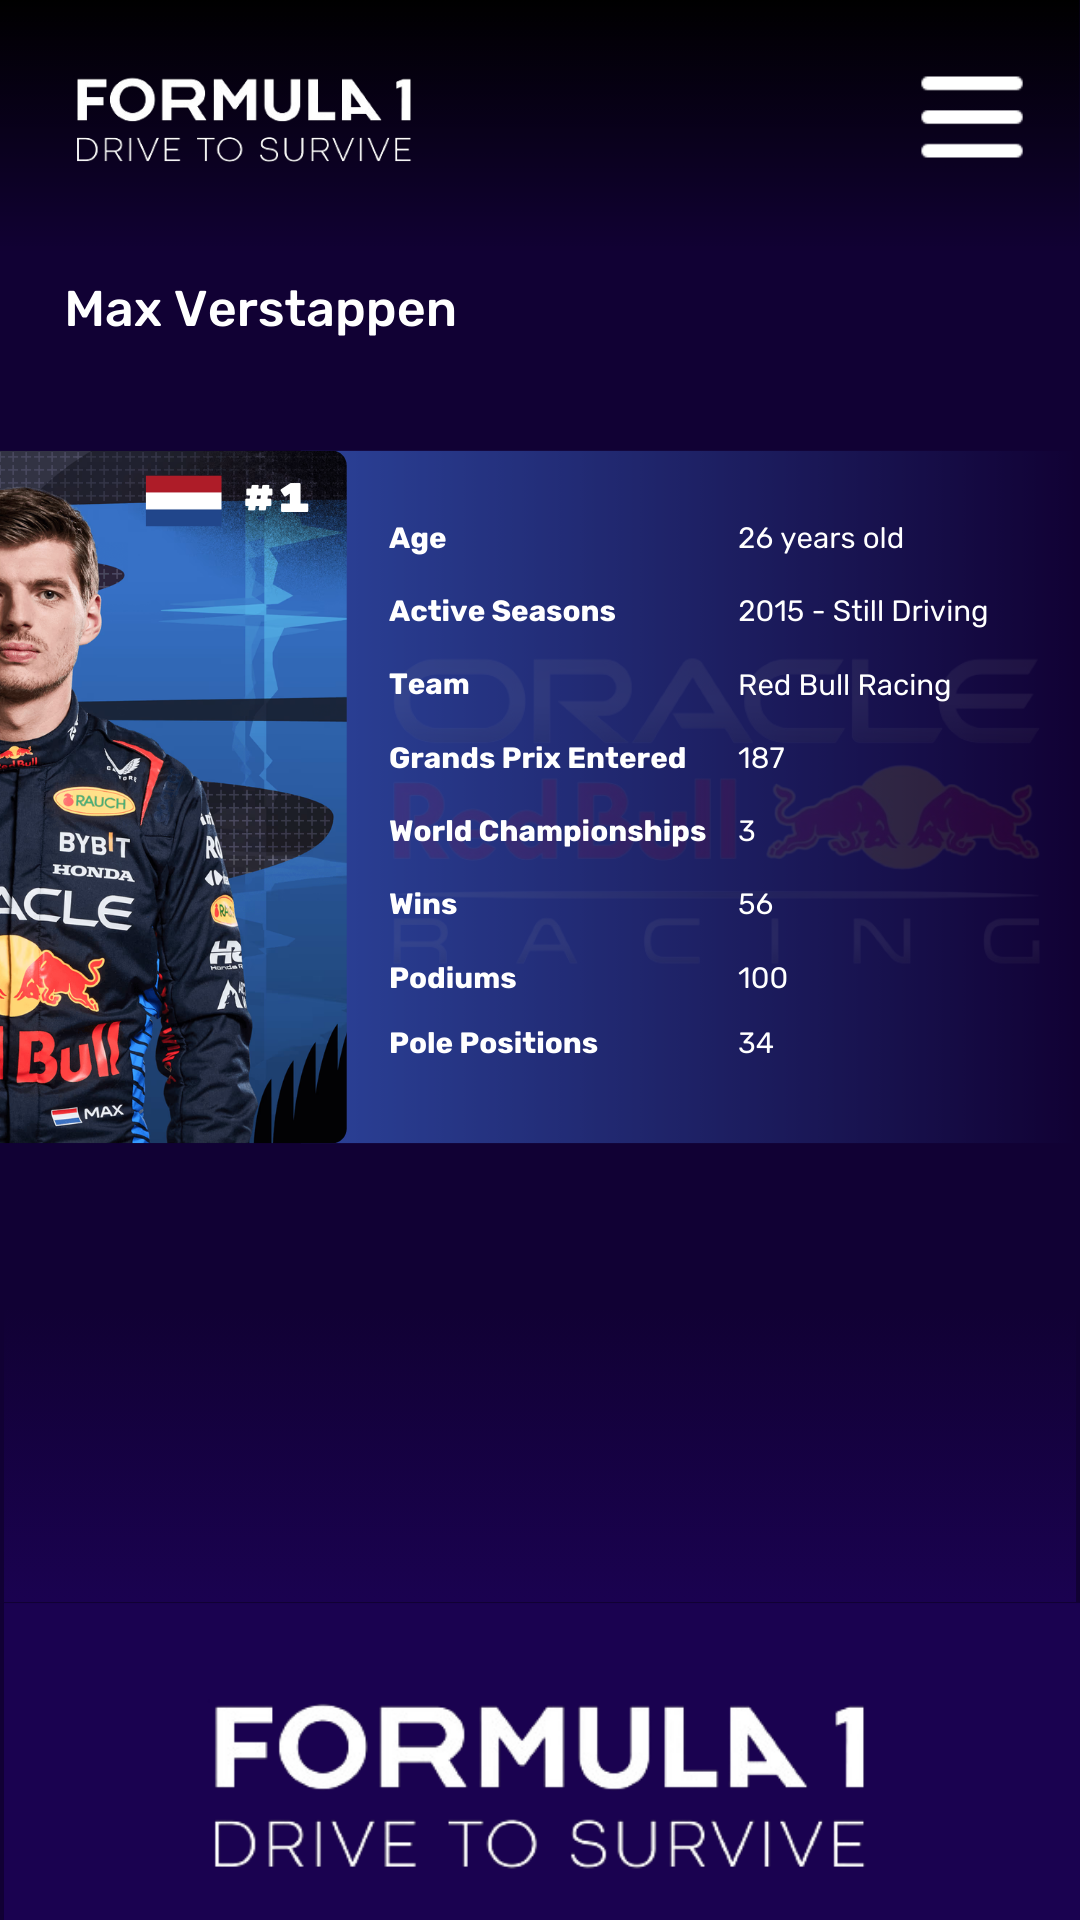 FORMULA 1
DRIVE TO SURVIVE
Max Verstappen
#1
Age 26 years old
Active Seasons 2015 - Still Driving
Team Red Bull Racing
Grands Prix Entered 187
World Championships 3
Wins 56
Podiums 100
Pole Positions 34
ORACLE
Red Bull
RACING
RAUCH
BYBIT
HONDA
ACLE
Bull
MAX
FORMULA 1
DRIVE TO SURVIVE